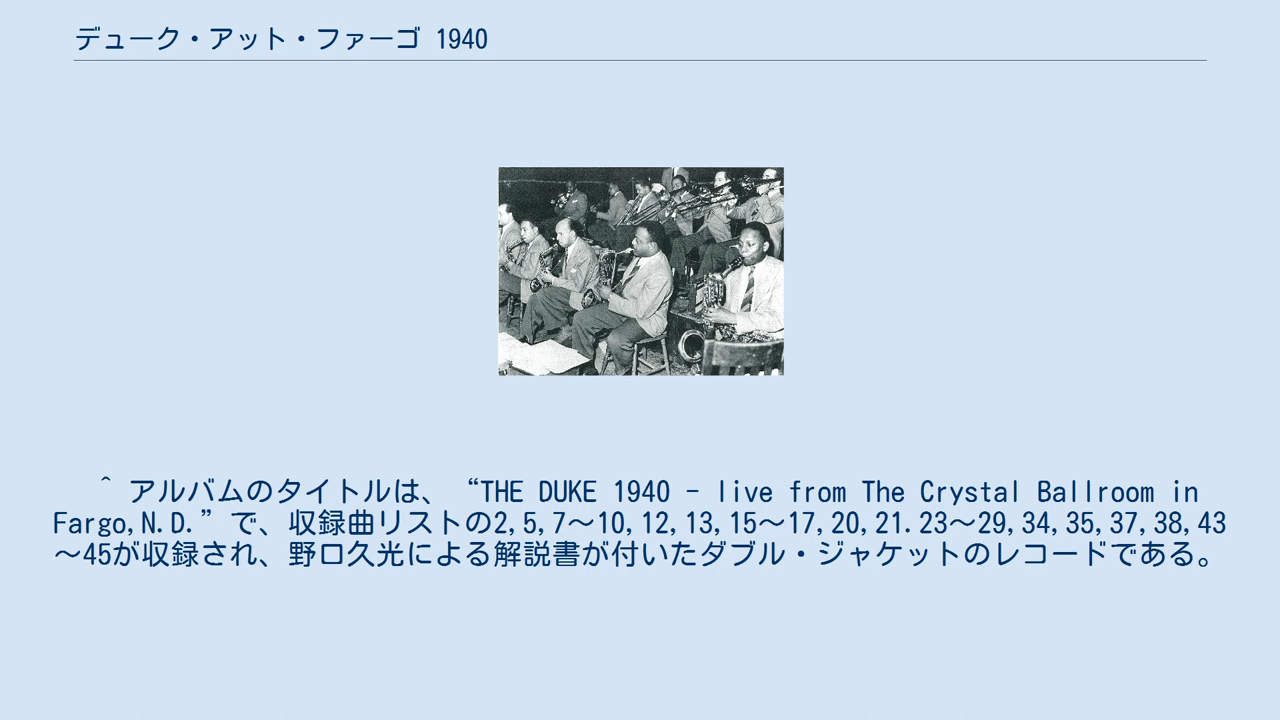 デューク・アット・ファーゴ 1940
^ アルバムのタイトルは、 “THE DUKE 1940 - live from The Crystal Ballroom in
Fargo,N.D.” で、収録曲リストの2,5,7〜10,12,13,15〜17,20,21.23〜29,34,35,37,38,43
〜45が収録され、野口久光による解説書が付いたダブル・ジャケットのレコードである。